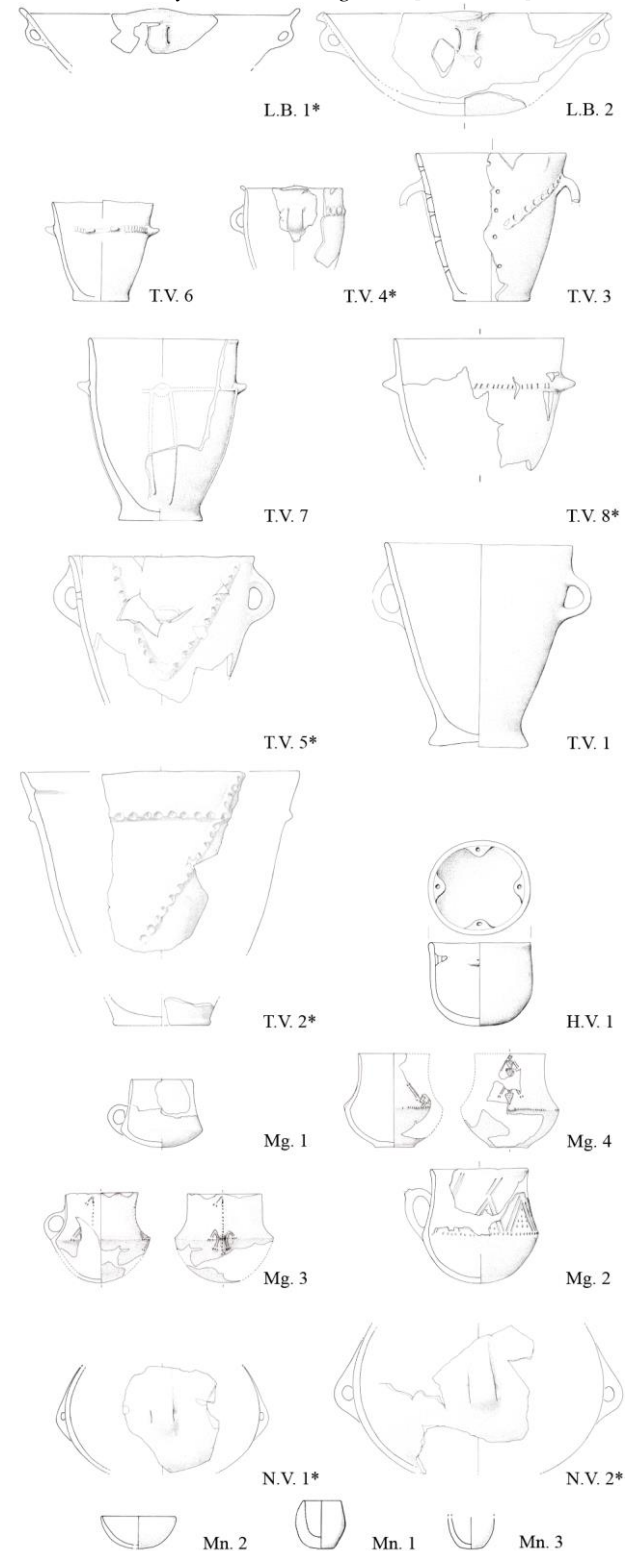 L.B. 1*
L.B. 2
T.V. 6
T.V. 4*
T.V. 3
T.V. 7
T.V. 8*
T.V. 5*
T.V. 1
T.V. 2*
H.V. 1
Mg. 1
Mg. 4
Mg. 3
Mg. 2
N.V. 1*
N.V. 2*
Mn. 2
Mn. 1
Mn. 3